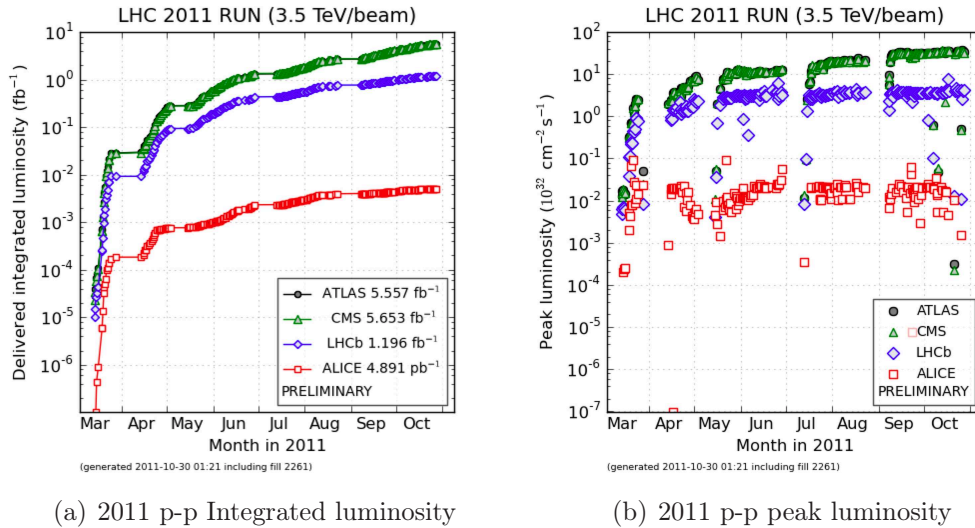 LHC 2011 RUN (3.5 TeV/beam)
Delivered integrated luminosity (fb⁻¹)
10¹
10⁰
10⁻¹
10⁻²
10⁻³
10⁻⁴
10⁻⁵
10⁻⁶
ATLAS 5.557 fb⁻¹
CMS 5.653 fb⁻¹
LHCb 1.196 fb⁻¹
ALICE 4.891 pb⁻¹
PRELIMINARY
Mar Apr May Jun Jul Aug Sep Oct
Month in 2011
(generated 2011-10-30 01:21 including fill 2261)
(a) 2011 p-p Integrated luminosity
LHC 2011 RUN (3.5 TeV/beam)
Peak luminosity (10³² cm⁻² s⁻¹)
10³
10²
10¹
10⁰
10⁻¹
10⁻²
10⁻³
10⁻⁴
10⁻⁵
10⁻⁶
10⁻⁷
ATLAS
CMS
LHCb
ALICE
PRELIMINARY
Mar Apr May Jun Jul Aug Sep Oct
Month in 2011
(generated 2011-10-30 01:21 including fill 2261)
(b) 2011 p-p peak luminosity